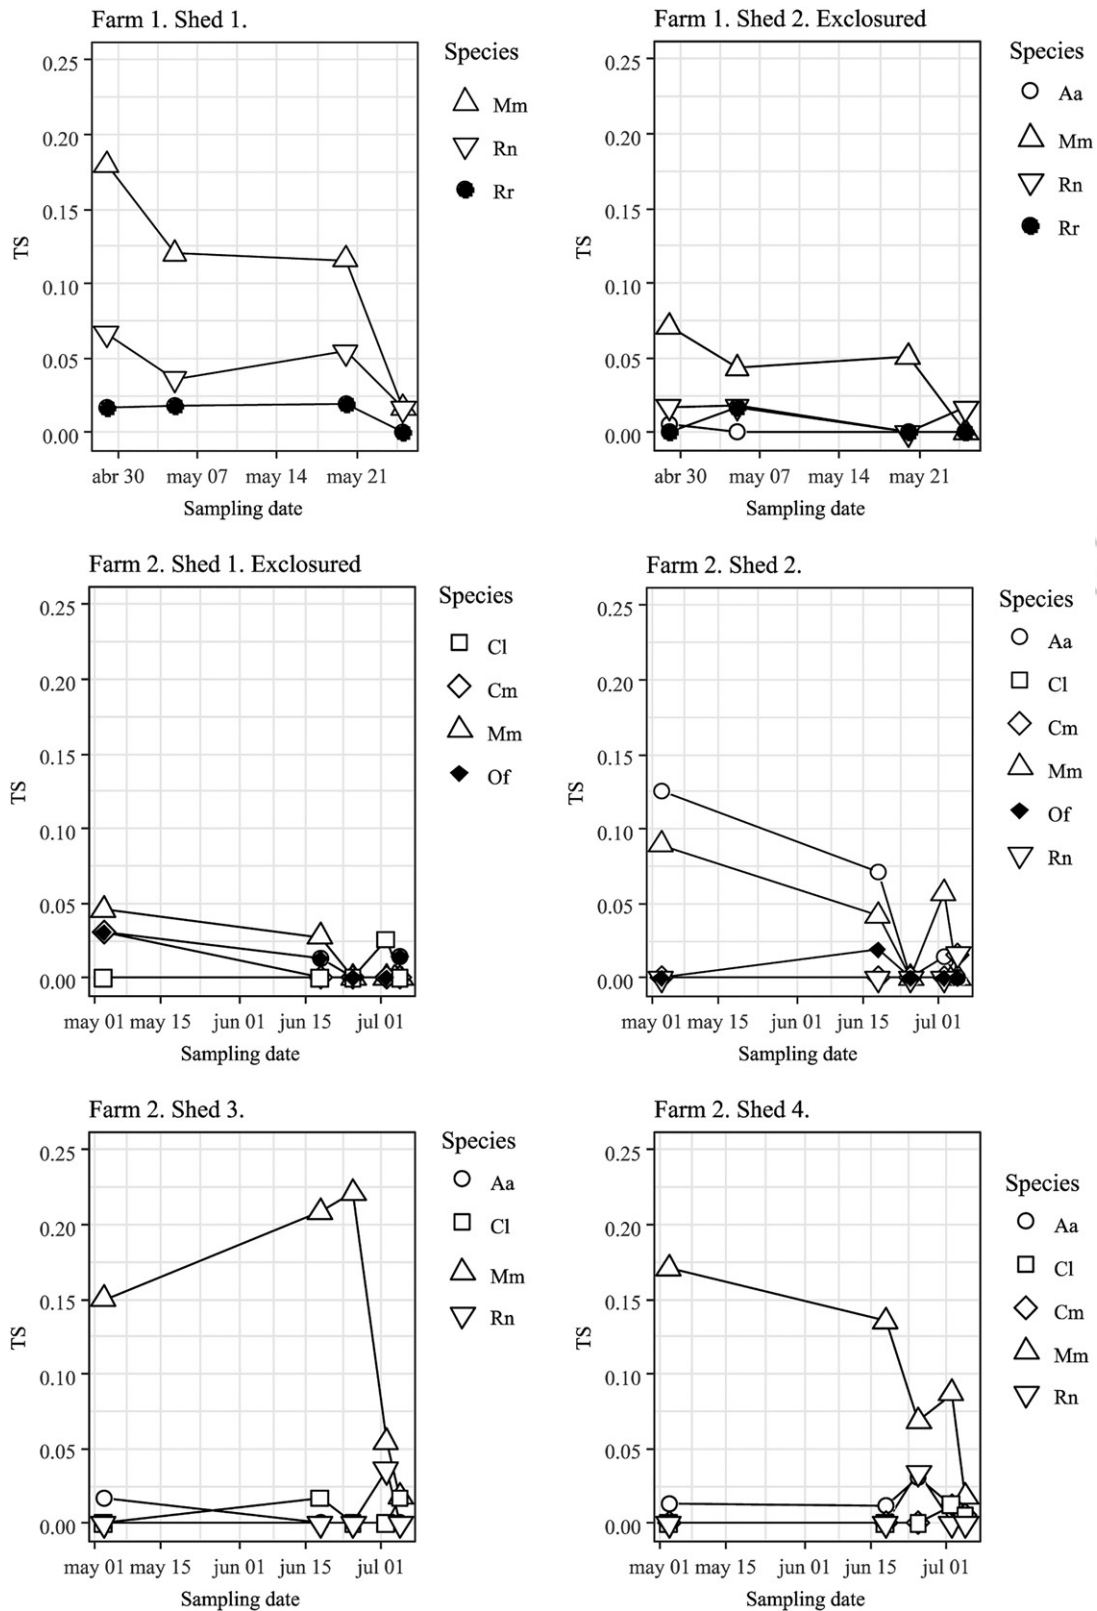 Farm 1. Shed 1.
Species
Mm
Rn
Rr
0.25
0.20
0.15
0.10
0.05
0.00
TS
abr 30 may 07 may 14 may 21
Sampling date
Farm 1. Shed 2. Exclosured
Species
Aa
Mm
Rn
Rr
0.25
0.20
0.15
0.10
0.05
0.00
TS
abr 30 may 07 may 14 may 21
Sampling date
Farm 2. Shed 1. Exclosured
Species
Cl
Cm
Mm
Of
0.25
0.20
0.15
0.10
0.05
0.00
TS
may 01 may 15 jun 01 jun 15 jul 01
Sampling date
Farm 2. Shed 2.
Species
Aa
Cl
Cm
Mm
Of
Rn
0.25
0.20
0.15
0.10
0.05
0.00
TS
may 01 may 15 jun 01 jun 15 jul 01
Sampling date
Farm 2. Shed 3.
Species
Aa
Cl
Mm
Rn
0.25
0.20
0.15
0.10
0.05
0.00
TS
may 01 may 15 jun 01 jun 15 jul 01
Sampling date
Farm 2. Shed 4.
Species
Aa
Cl
Cm
Mm
Rn
0.25
0.20
0.15
0.10
0.05
0.00
TS
may 01 may 15 jun 01 jun 15 jul 01
Sampling date